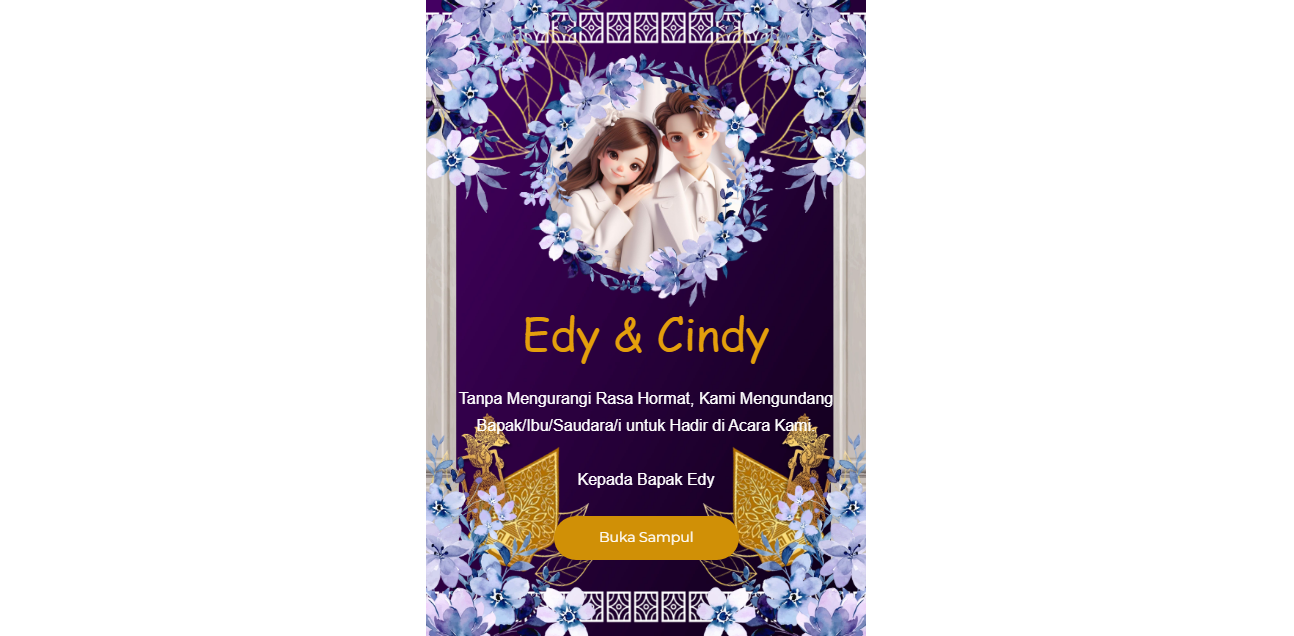 Edy & Cindy
Tanpa Mengurangi Rasa Hormat, Kami Mengundang
Bapak/Ibu/Saudara/i untuk Hadir di Acara Kami.
Kepada Bapak Edy
Buka Sampul